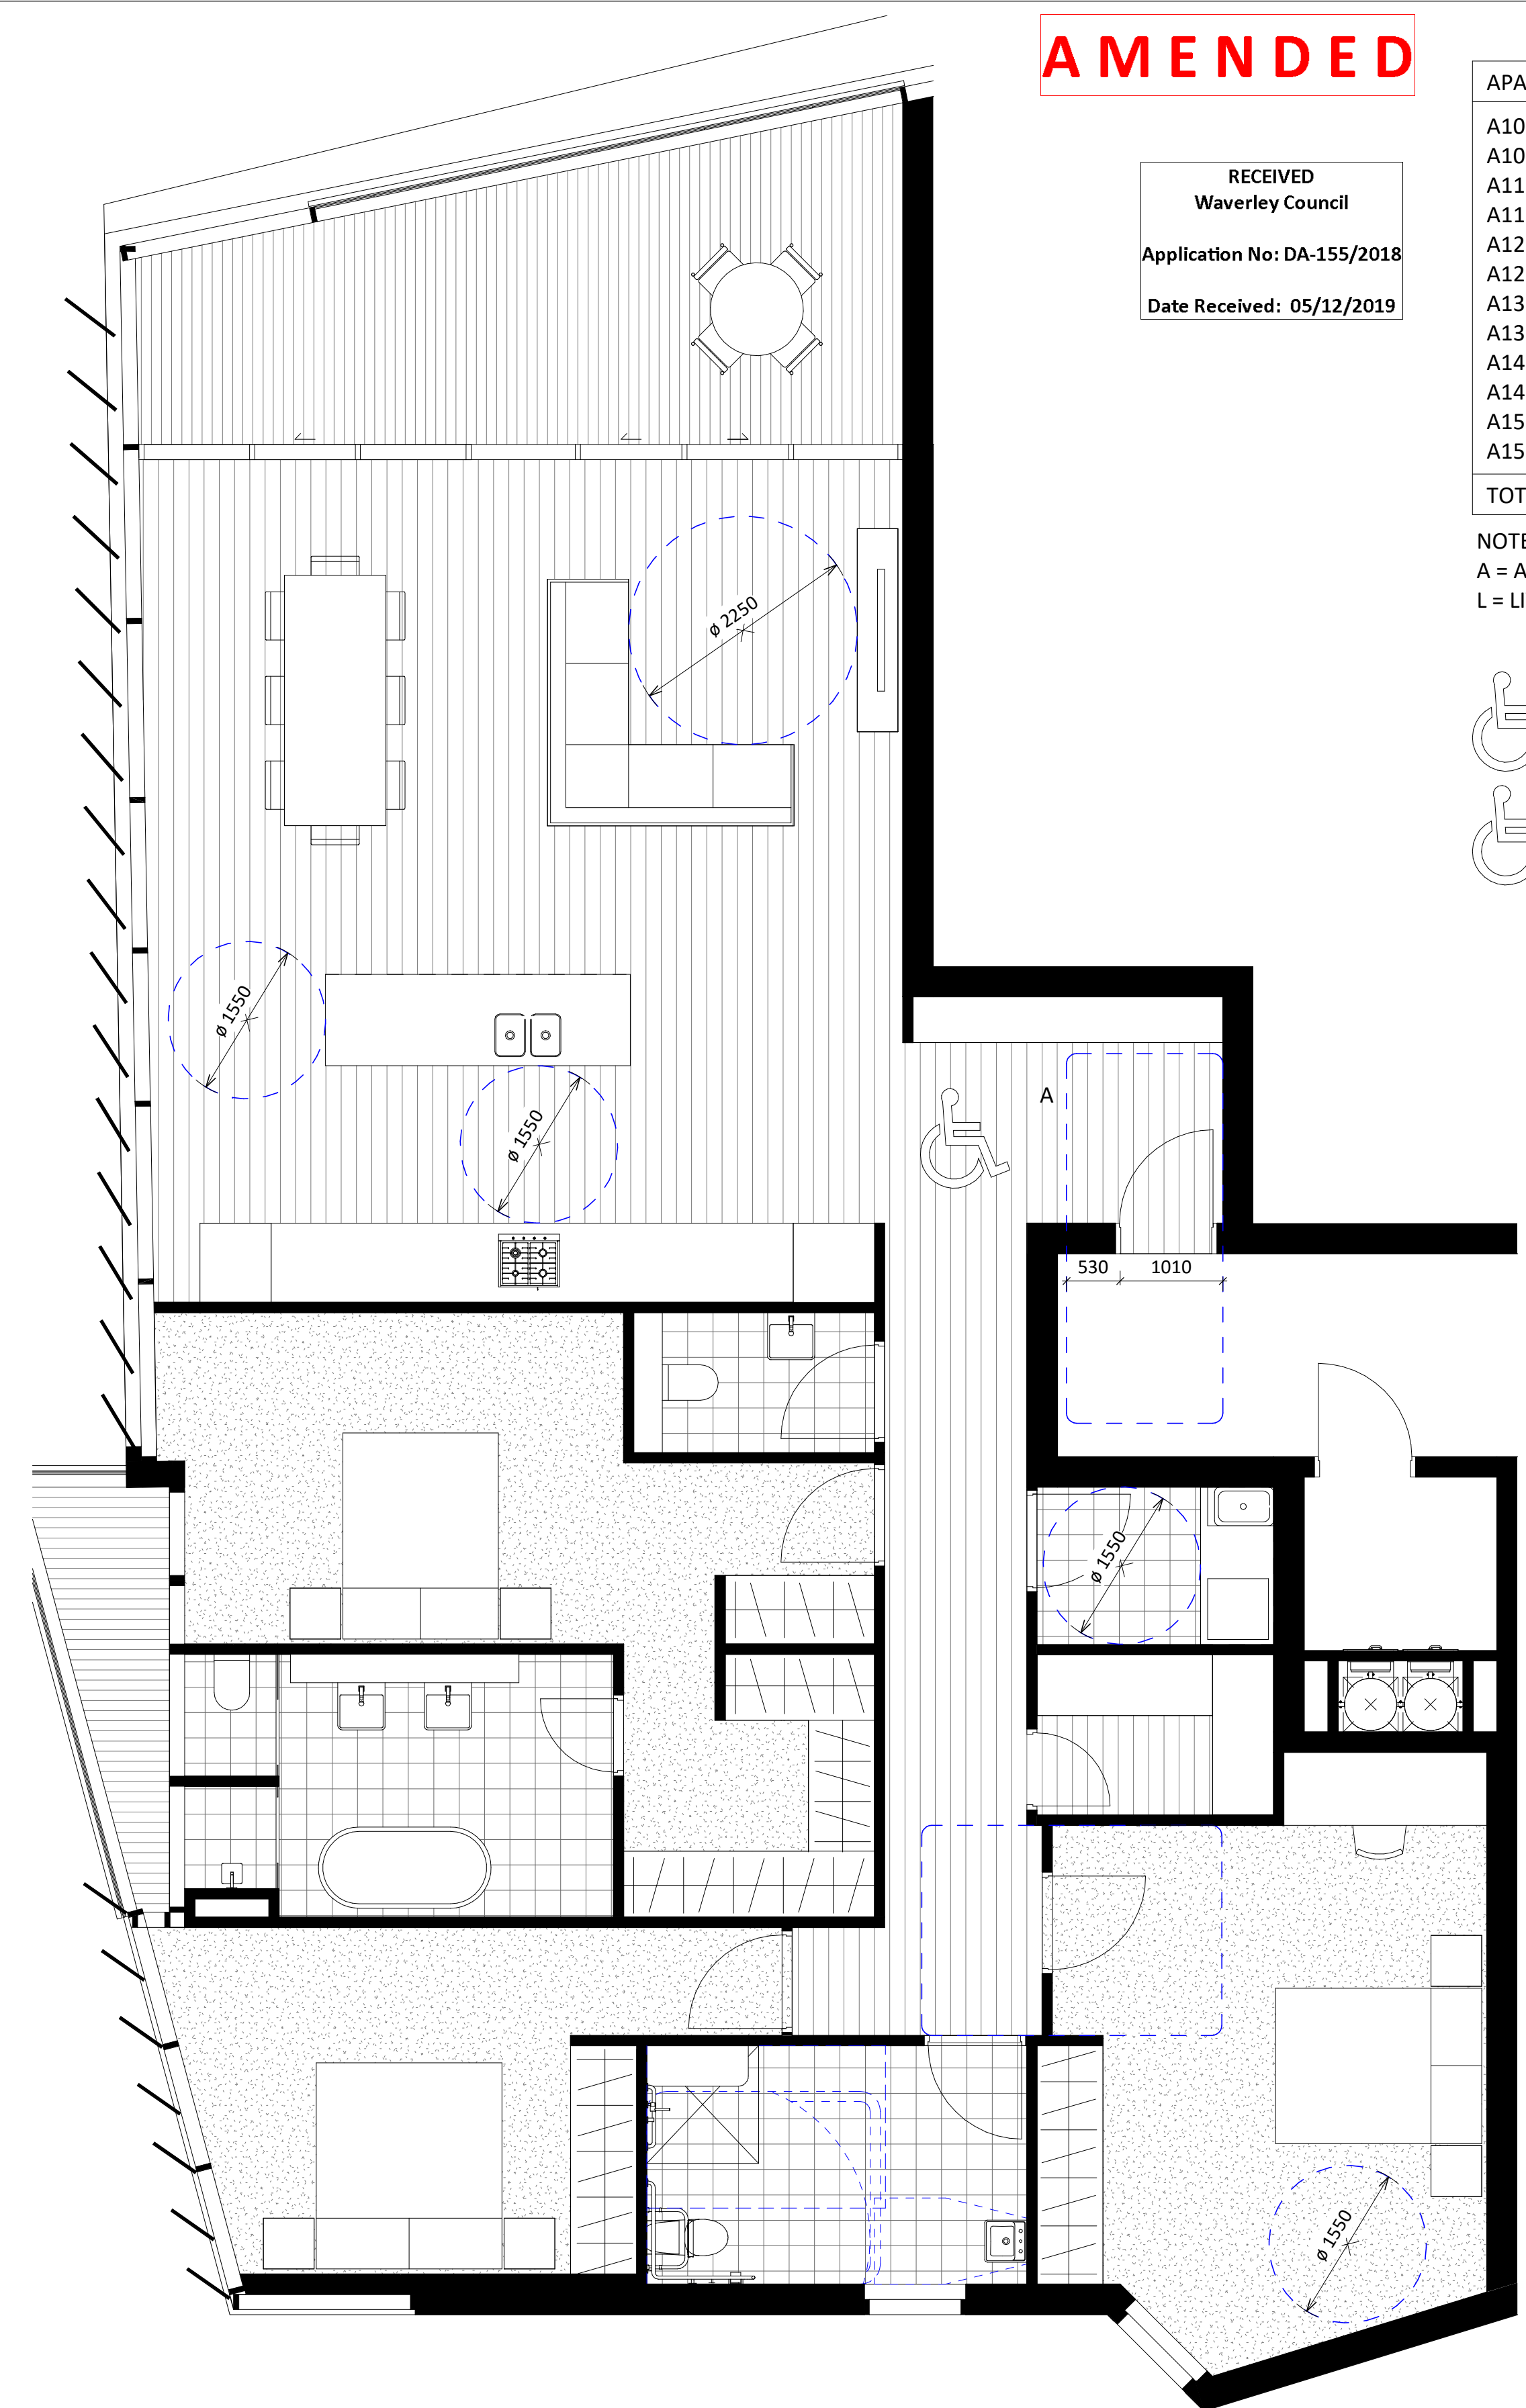 AMENDED
RECEIVED
Waverley Council
Application No: DA-155/2018
Date Received: 05/12/2019
APA
A10
A10
A11
A11
A12
A12
A13
A13
A14
A14
A15
A15
TOT
NOTE
A = A
L = LI
ø 2250
ø 1550
ø 1550
A
530 1010
ø 1550
ø 1550